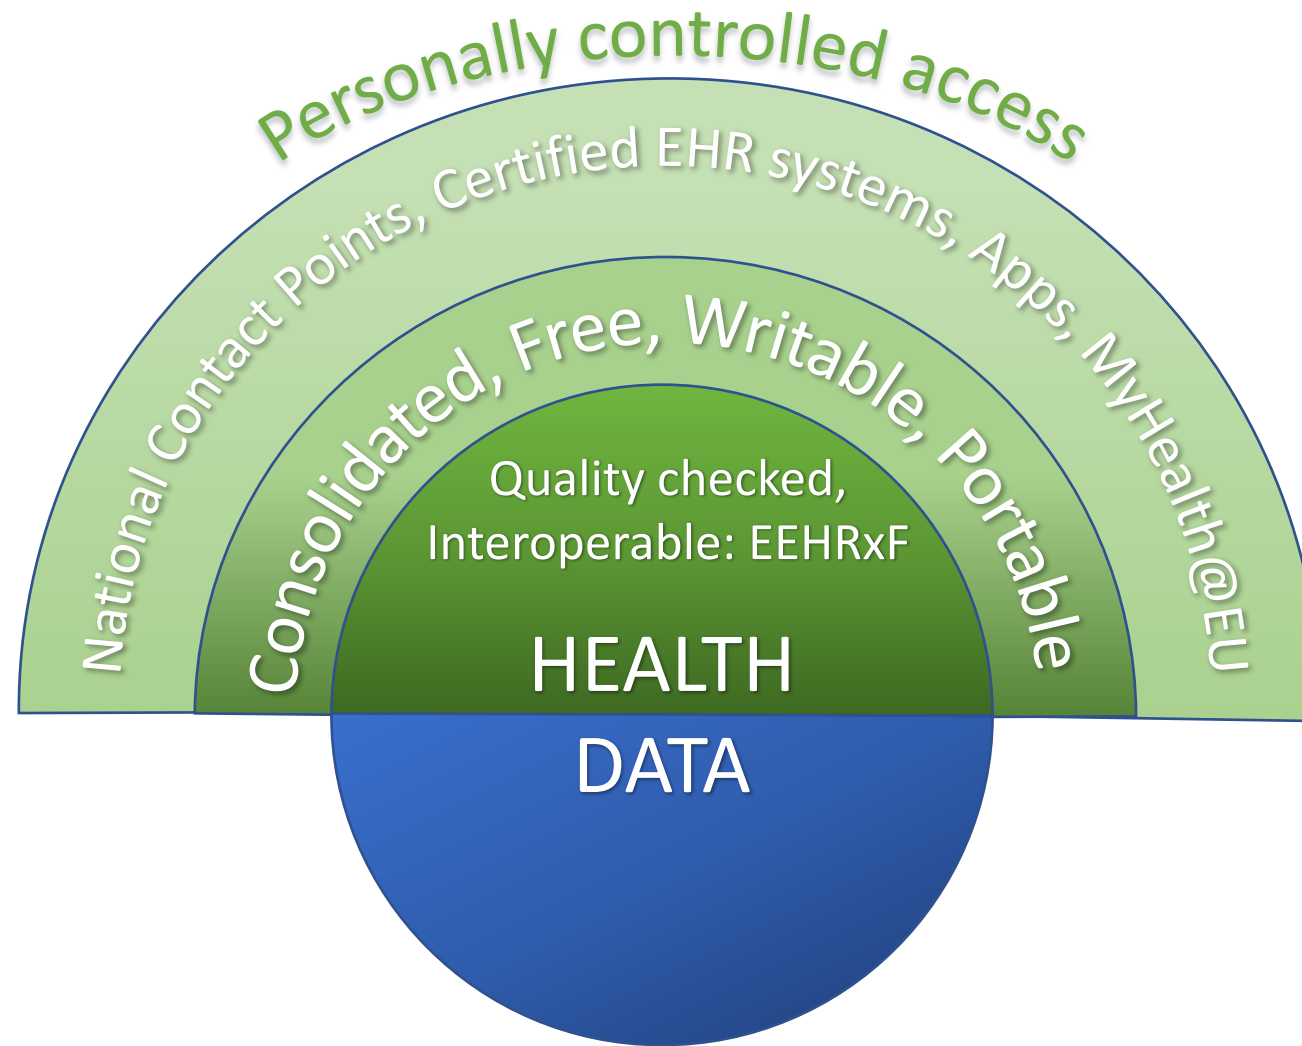 Personally controlled access
National Contact Points, Certified EHR systems, Apps, MyHealth@EU
Consolidated, Free, Writable, Portable
Quality checked,
Interoperable: EEHRxF
HEALTH
DATA